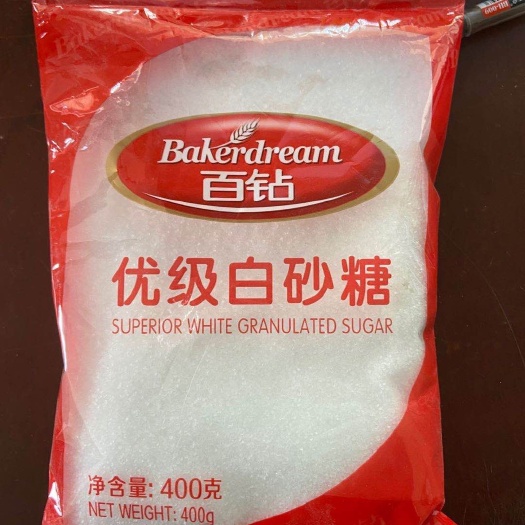 Bakerdream
百钻
优级白砂糖
SUPERIOR WHITE GRANULATED SUGAR
净含量: 400克
NET WEIGHT: 400g